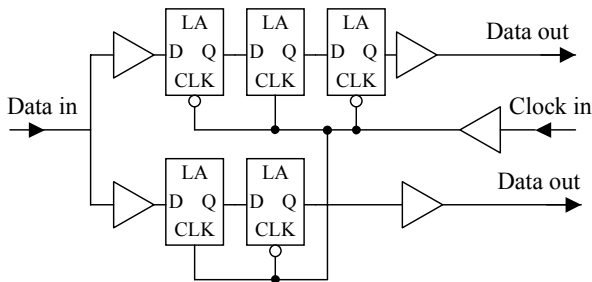 LA LA LA
Data out
D Q D Q D Q
CLK CLK CLK
Data in
Clock in
LA LA
Data out
D Q D Q
CLK CLK